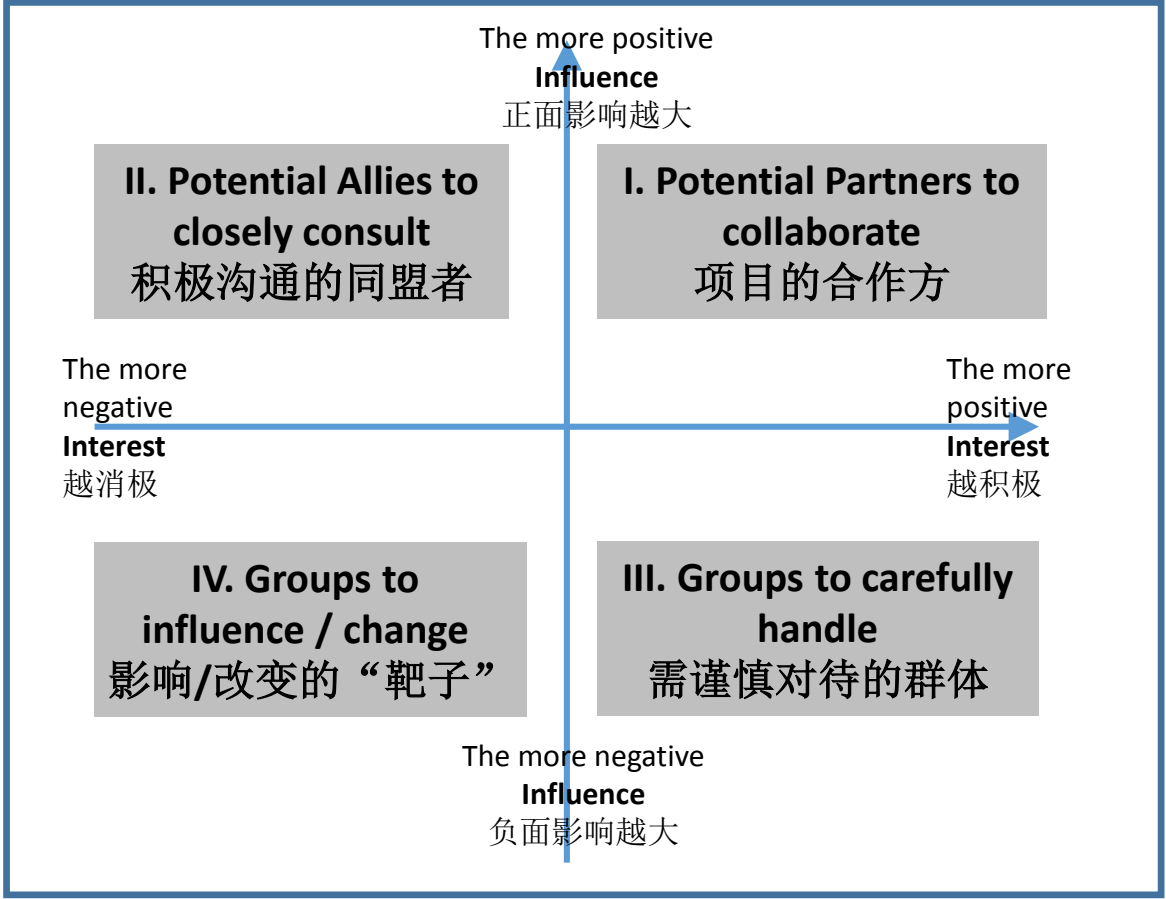 The more positive
Influence
正面影响越大
II. Potential Allies to
closely consult
积极沟通的同盟者
I. Potential Partners to
collaborate
项目的合作方
The more
negative
Interest
越消极
The more
positive
Interest
越积极
IV. Groups to
influence / change
影响/改变的“靶子”
III. Groups to carefully
handle
需谨慎对待的群体
The more negative
Influence
负面影响越大